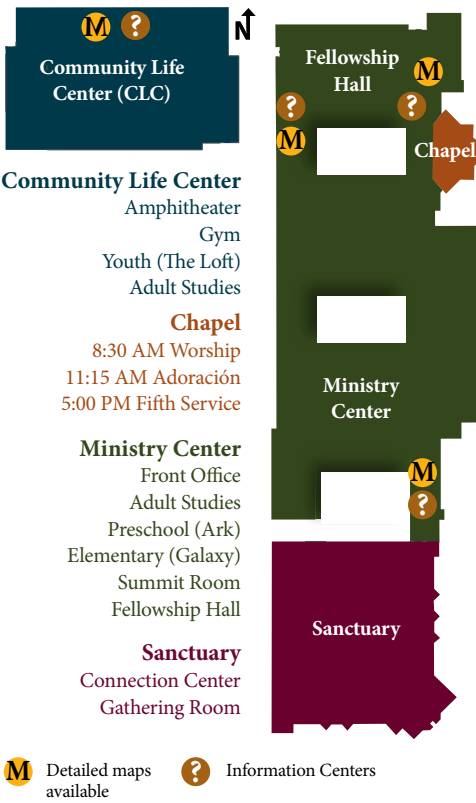 M ?
N
Community Life
Center (CLC)
Fellowship
Hall
M
? ?
M
Chapel
Community Life Center
Amphitheater
Gym
Youth (The Loft)
Adult Studies
Chapel
8:30 AM Worship
11:15 AM Adoración
5:00 PM Fifth Service
Ministry
Center
Ministry Center
Front Office
Adult Studies
Preschool (Ark)
Elementary (Galaxy)
Summit Room
Fellowship Hall
M
?
Sanctuary
Sanctuary
Connection Center
Gathering Room
M Detailed maps
available
? Information Centers